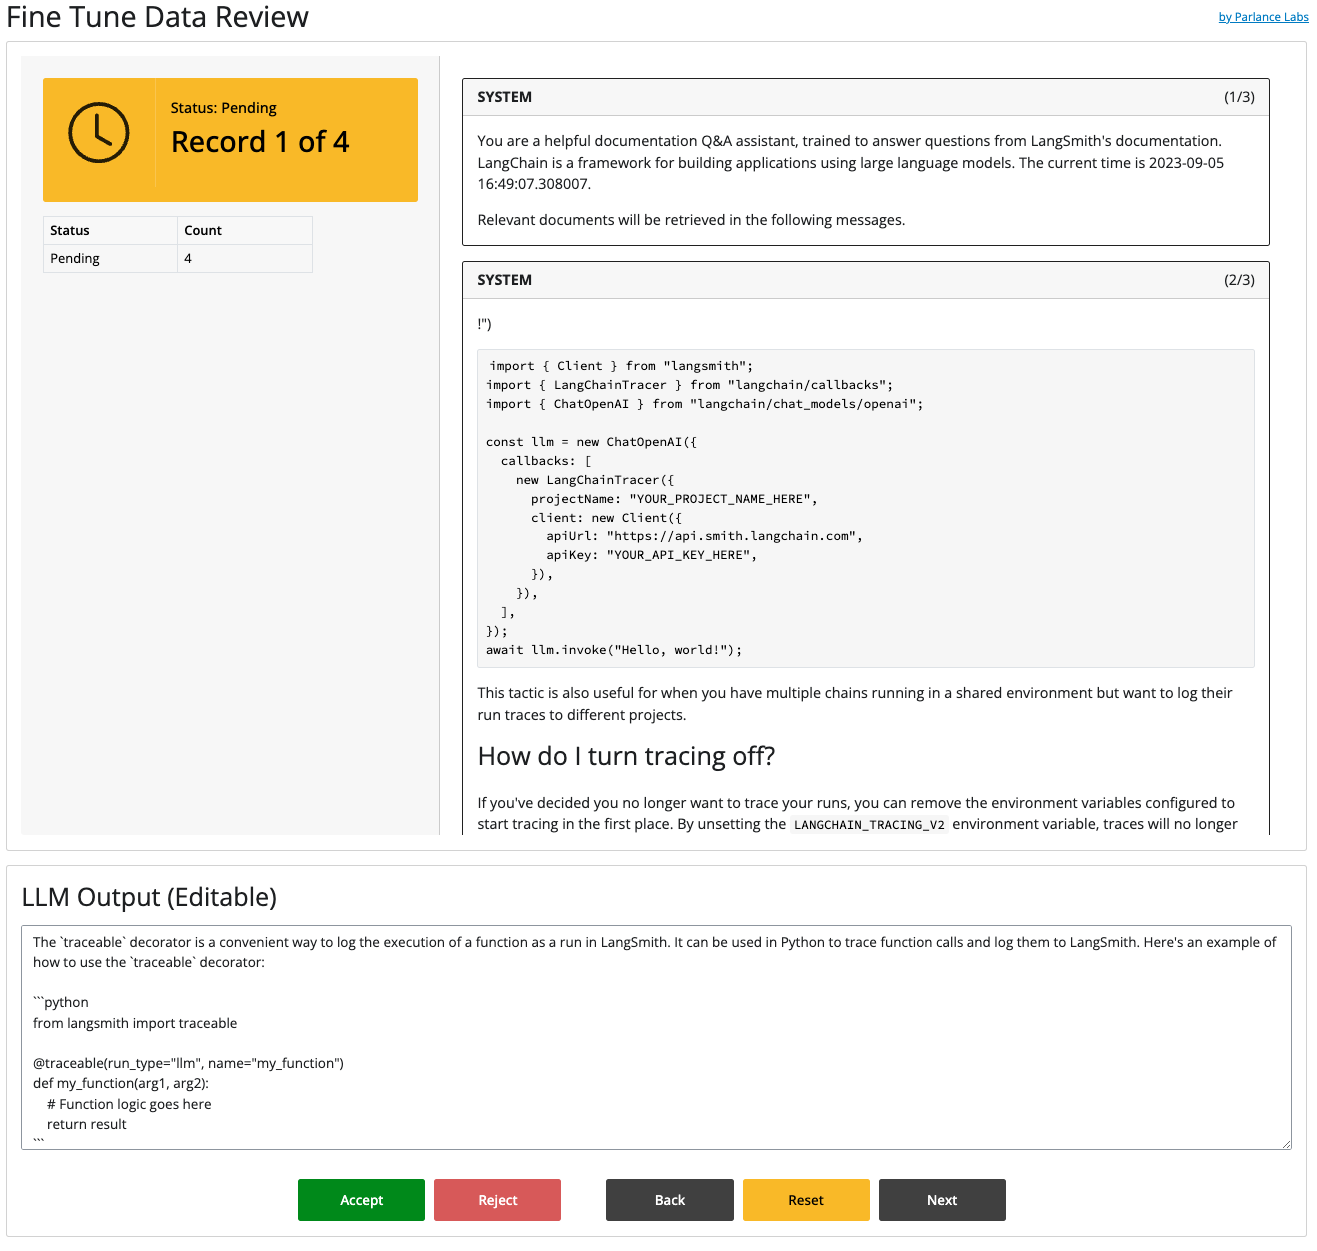 Fine Tune Data Review
by Parlance Labs
Status: Pending
Record 1 of 4
Status Count
Pending 4
SYSTEM (1/3)
You are a helpful documentation Q&A assistant, trained to answer questions from LangSmith's documentation.
LangChain is a framework for building applications using large language models. The current time is 2023-09-05
16:49:07.308007.
Relevant documents will be retrieved in the following messages.
SYSTEM (2/3)
!")
import { Client } from "langsmith";
import { LangChainTracer } from "langchain/callbacks";
import { ChatOpenAI } from "langchain/chat_models/openai";
const llm = new ChatOpenAI({
  callbacks: [
    new LangChainTracer({
      projectName: "YOUR_PROJECT_NAME_HERE",
      client: new Client({
        apiUrl: "https://api.smith.langchain.com",
        apiKey: "YOUR_API_KEY_HERE",
      }),
    }),
  ],
});
await llm.invoke("Hello, world!");
This tactic is also useful for when you have multiple chains running in a shared environment but want to log their
run traces to different projects.
How do I turn tracing off?
If you've decided you no longer want to trace your runs, you can remove the environment variables configured to
start tracing in the first place. By unsetting the LANGCHAIN_TRACING_V2 environment variable, traces will no longer
LLM Output (Editable)
The `traceable` decorator is a convenient way to log the execution of a function as a run in LangSmith. It can be used in Python to trace function calls and log them to LangSmith. Here's an example of
how to use the `traceable` decorator:
```python
from langsmith import traceable
@traceable(run_type="llm", name="my_function")
def my_function(arg1, arg2):
    # Function logic goes here
    return result
```
Accept Reject Back Reset Next